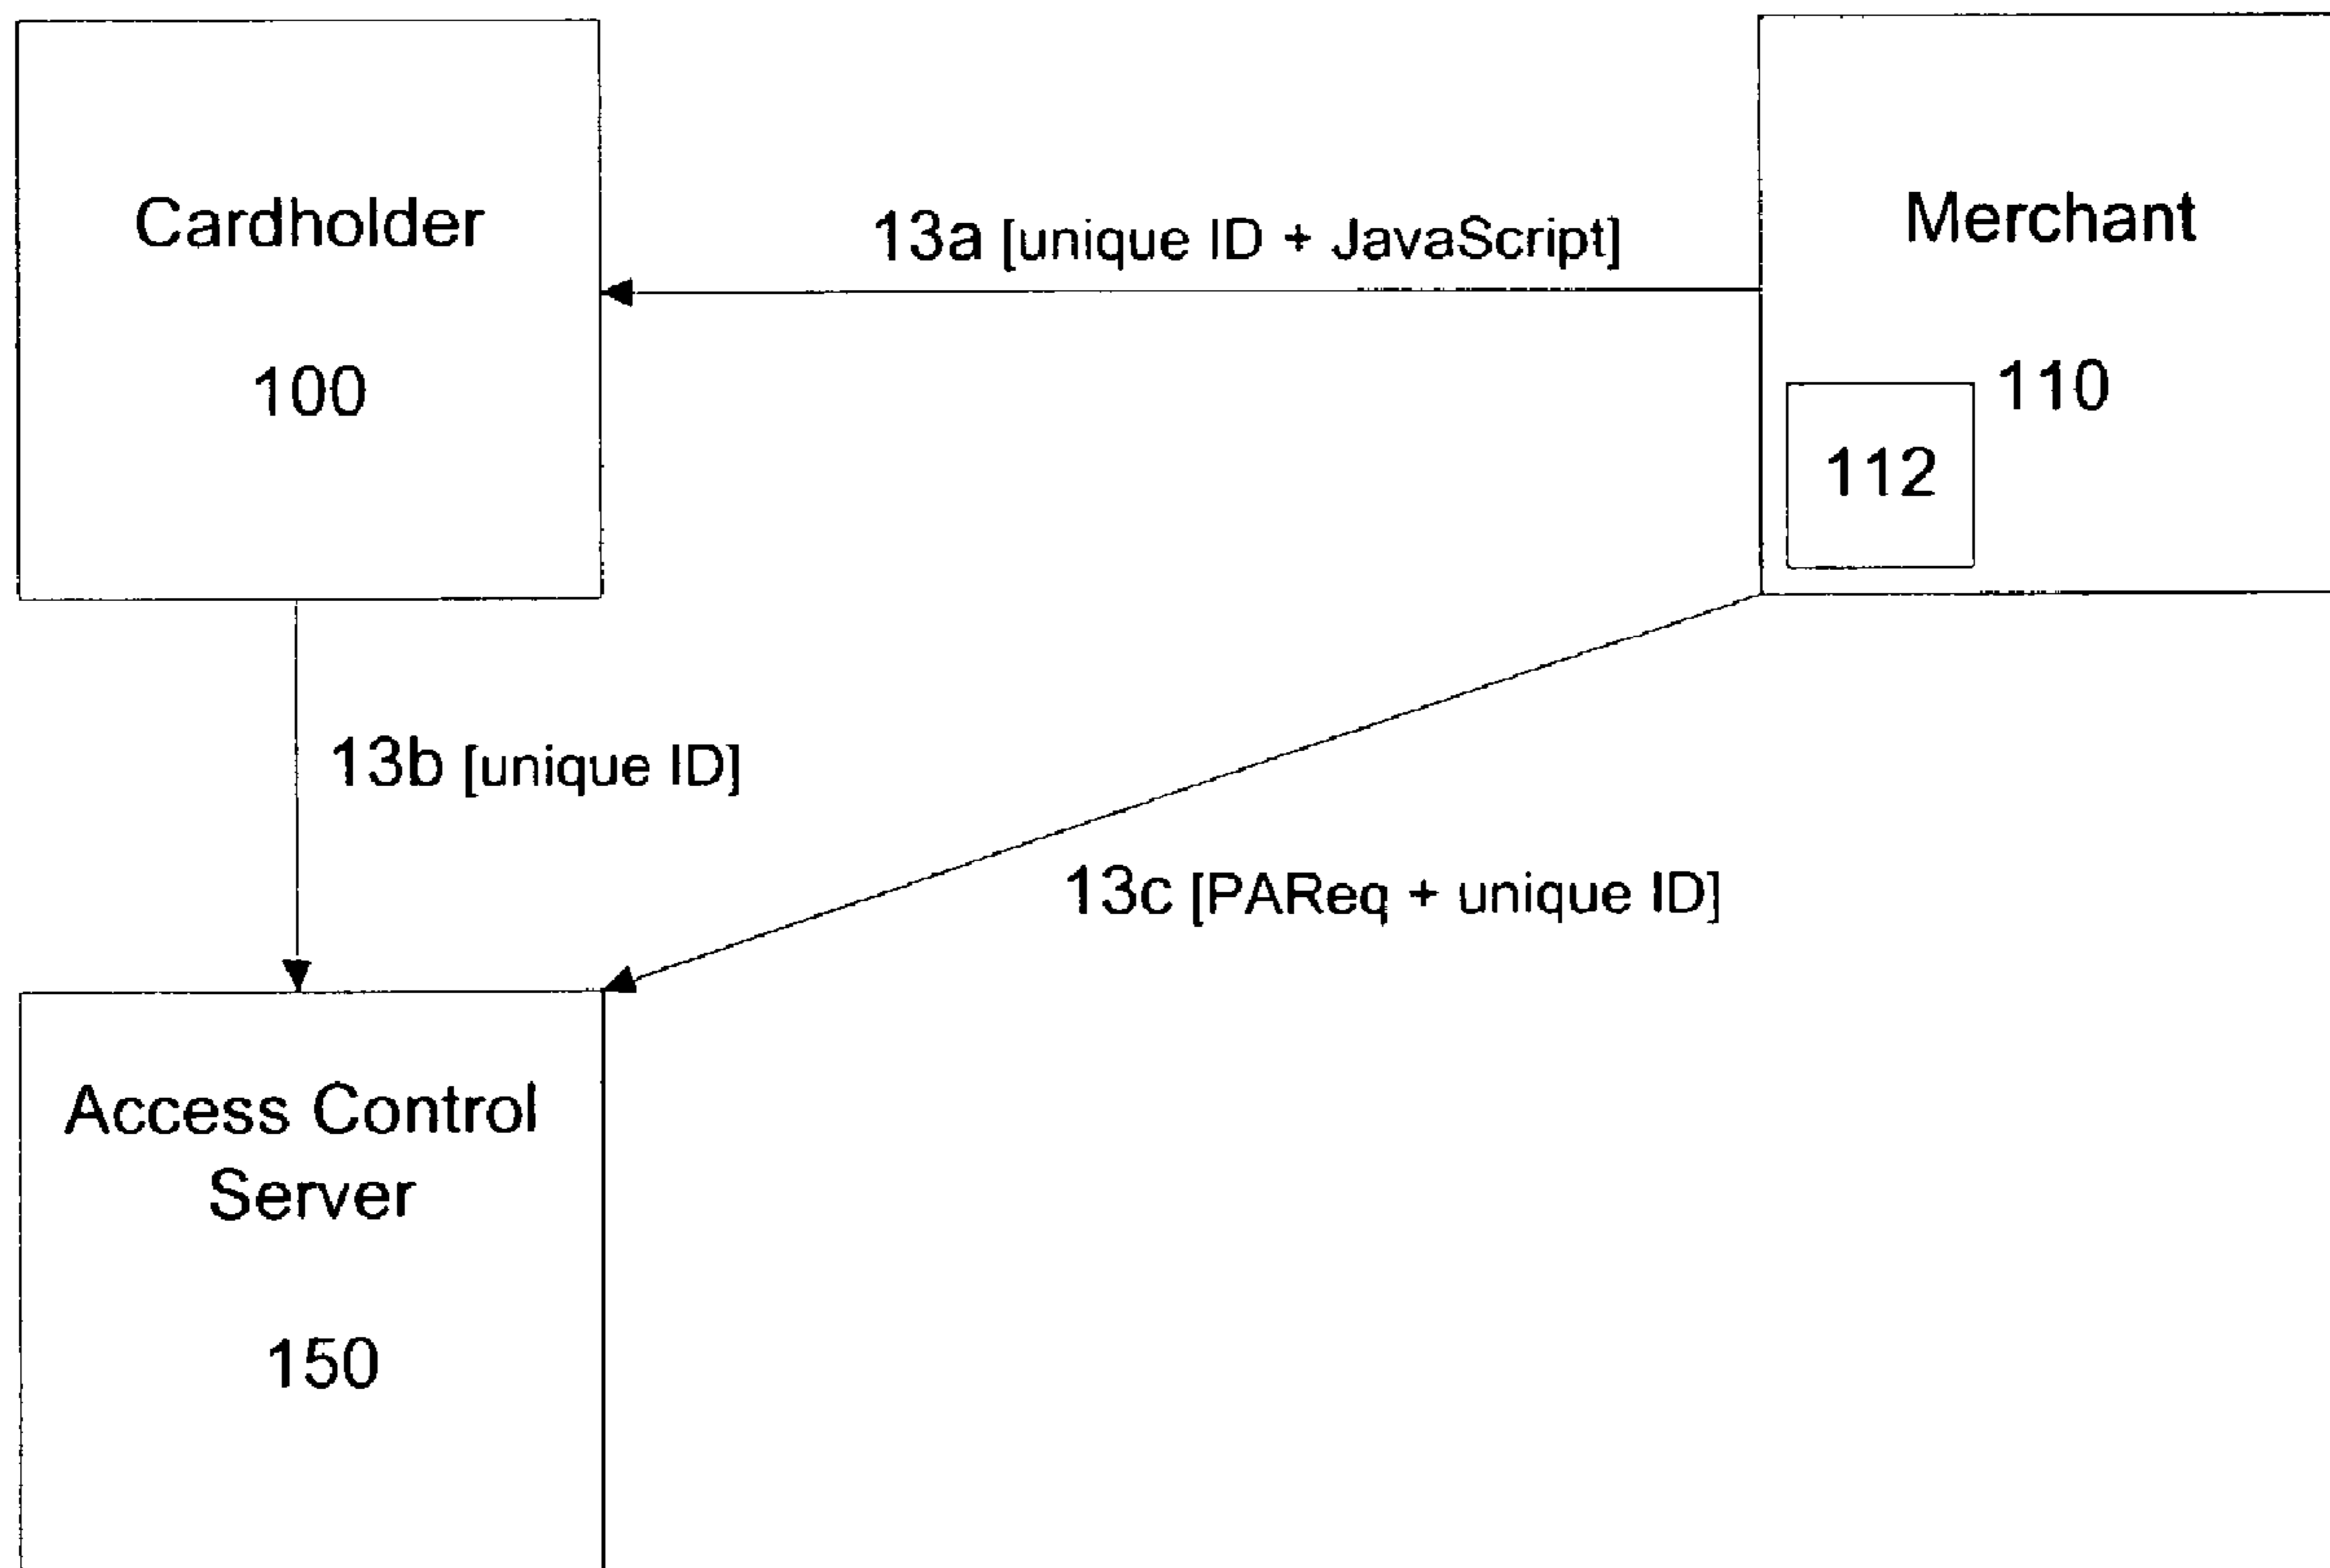 Cardholder
100
13a [unique ID + JavaScript]
Merchant
110
112
13b [unique ID]
13c [PAReq + unique ID]
Access Control
Server
150